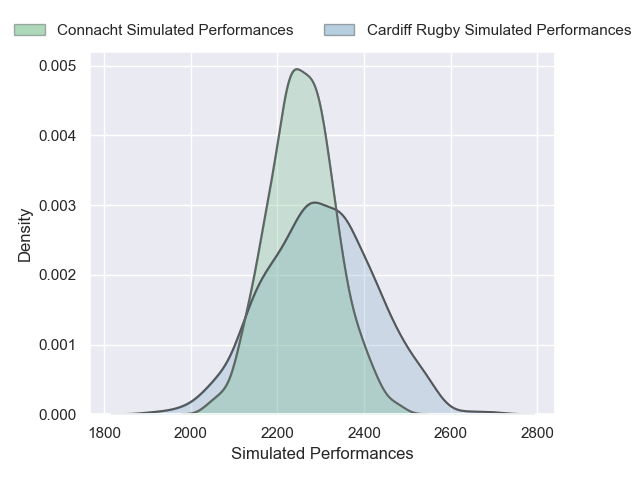 Connacht Simulated Performances Cardiff Rugby Simulated Performances
0.005
0.004
0.003
0.002
0.001
0.000
Density
1800 2000 2200 2400 2600 2800
Simulated Performances